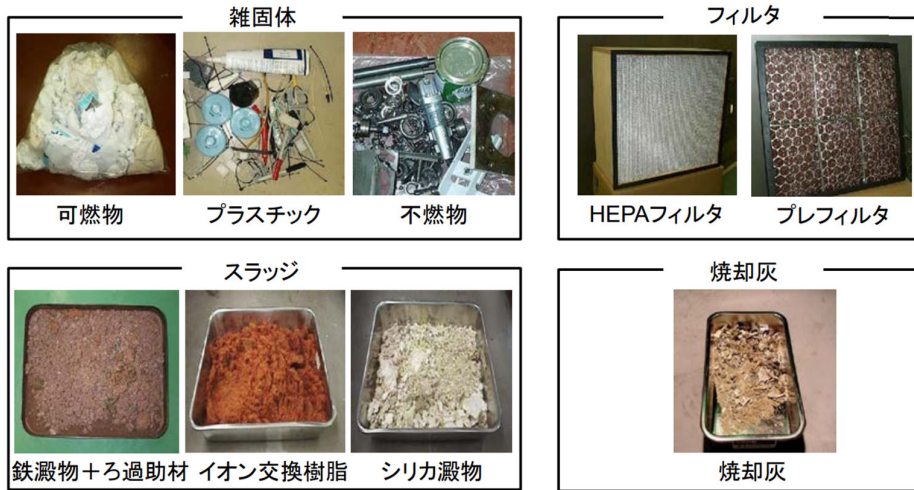 雑固体
可燃物
プラスチック
不燃物
フィルタ
HEPAフィルタ
プレフィルタ
スラッジ
鉄澱物+ろ過助材
イオン交換樹脂
シリカ澱物
焼却灰
焼却灰